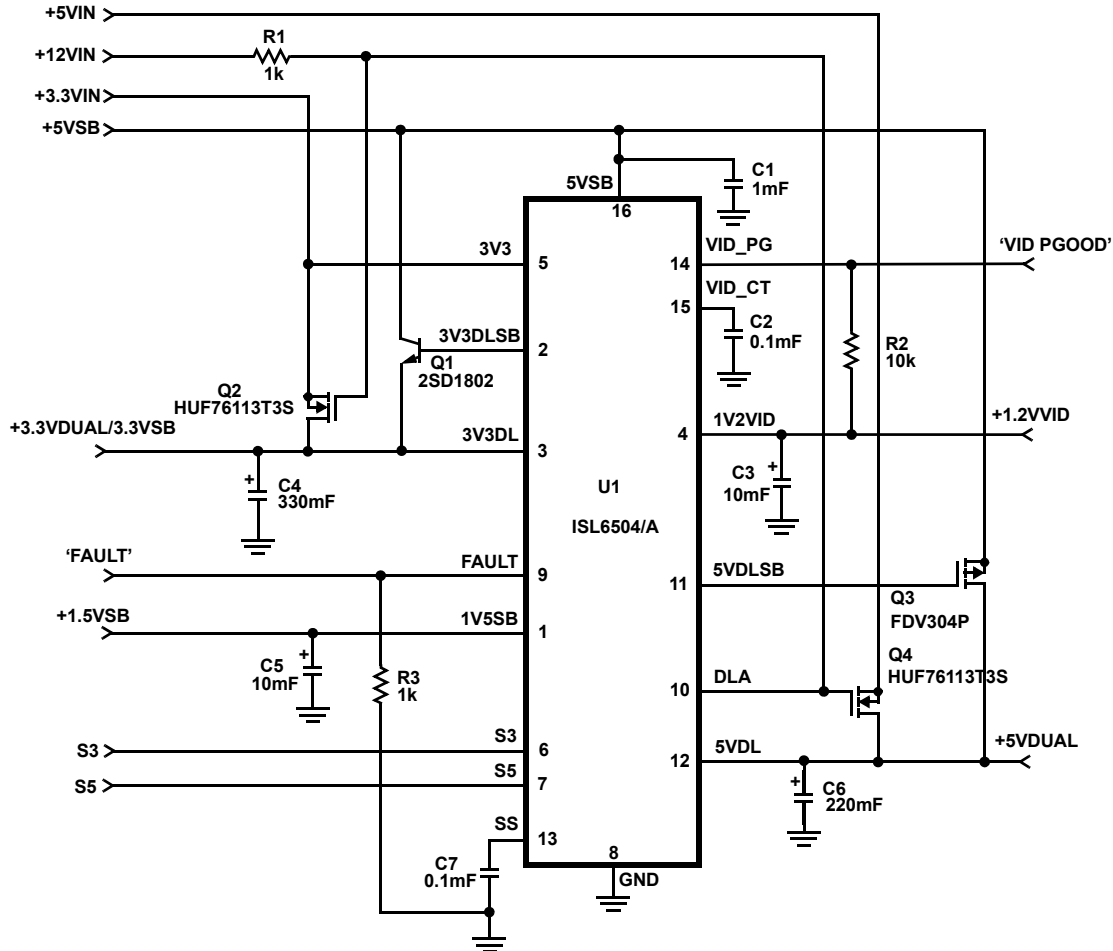 +5VIN
R1
+12VIN
1k
+3.3VIN
+5VSB
C1
1mF
5VSB
16
3V3
5
VID_PG
14
'VID PGOOD'
VID_CT
15
C2
0.1mF
R2
10k
3V3DLSB
2
Q1
2SD1802
Q2
HUF76113T3S
+3.3VDUAL/3.3VSB
3V3DL
3
1V2VID
4
+1.2VVID
C4
330mF
C3
10mF
U1
ISL6504/A
'FAULT'
FAULT
9
5VDLSB
11
Q3
FDV304P
+1.5VSB
1V5SB
1
C5
10mF
R3
1k
Q4
HUF76113T3S
DLA
10
S3
S3
6
5VDL
12
+5VDUAL
S5
S5
7
C6
220mF
SS
13
C7
0.1mF
8
GND